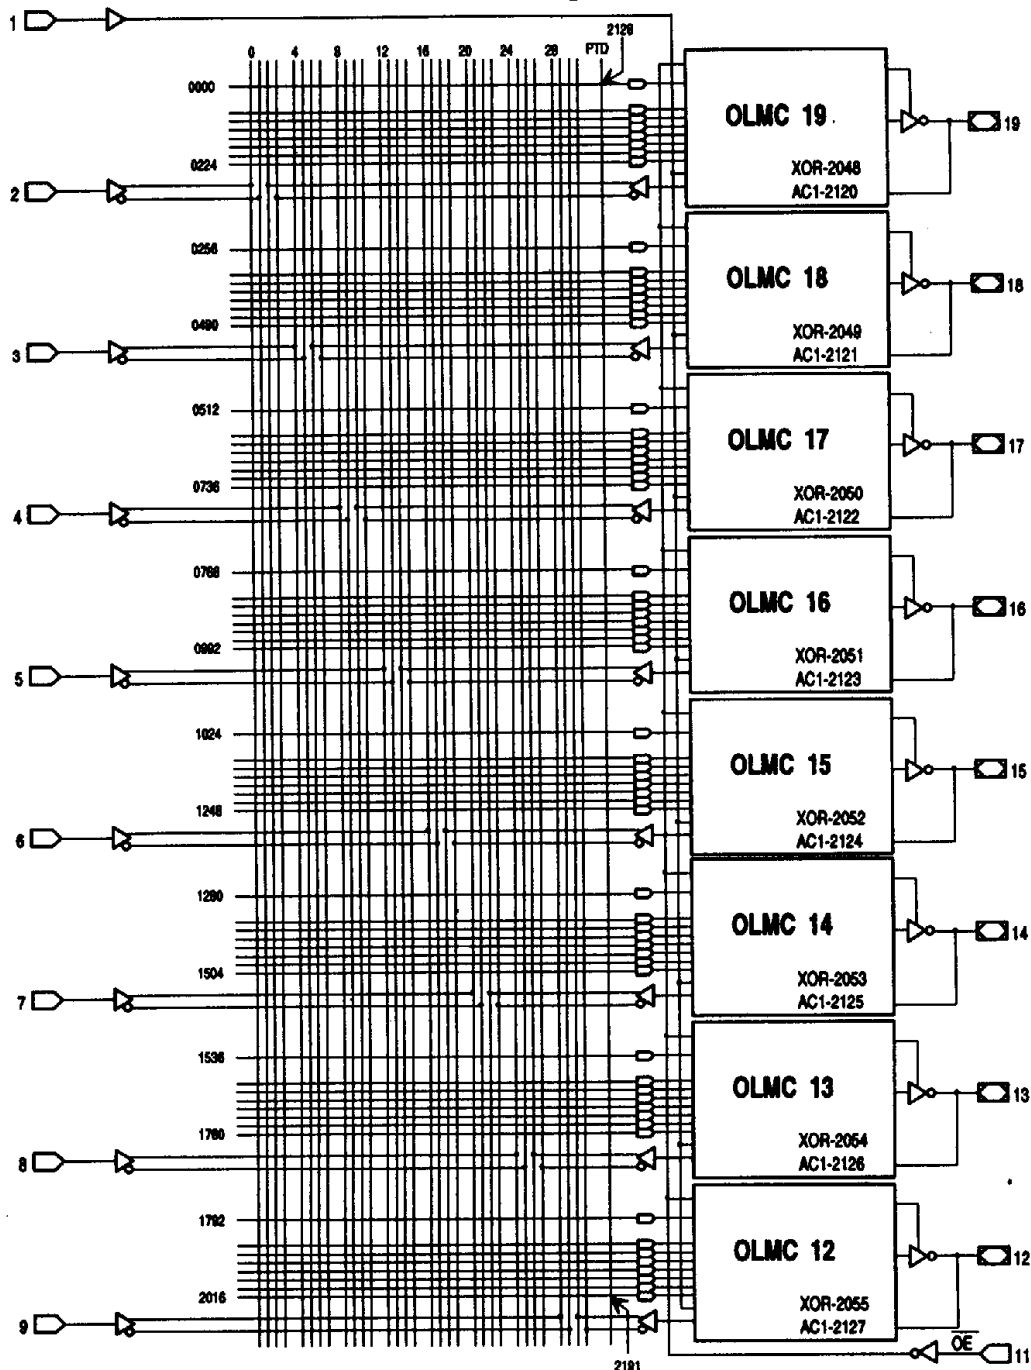 1
2128
0 4 8 12 16 20 24 28 PTD
0000
OLMC 19
19
0224
XOR-2048
2
AC1-2120
0256
OLMC 18
18
0490
XOR-2049
3
AC1-2121
0512
OLMC 17
17
0736
XOR-2050
4
AC1-2122
0768
OLMC 16
16
0992
XOR-2051
5
AC1-2123
1024
OLMC 15
15
1248
XOR-2052
6
AC1-2124
1280
OLMC 14
14
1504
XOR-2053
7
AC1-2125
1536
OLMC 13
13
1760
XOR-2054
8
AC1-2126
1792
OLMC 12
12
2016
XOR-2055
9
AC1-2127
OE
11
2191